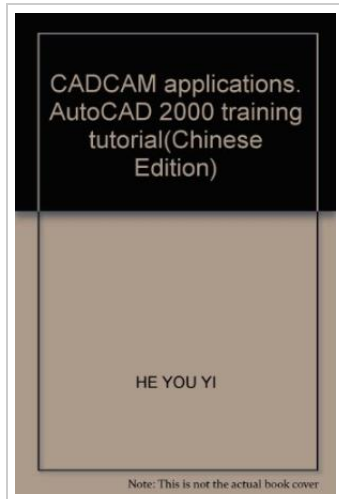 CADCAM applications.
AutoCAD 2000 training
tutorial(Chinese
Edition)
HE YOU YI
Note: This is not the actual book cover